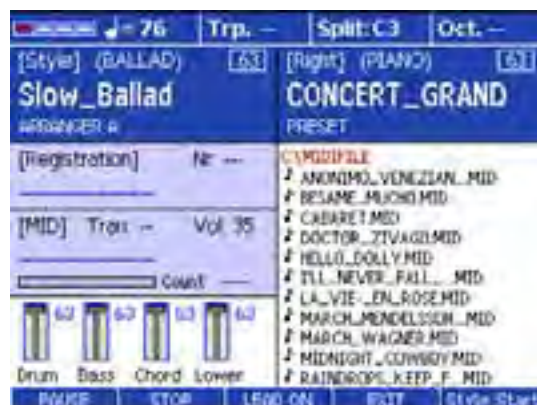 ♩= 76 Trp. -- Split:C3 Oct. --
[Style] (BALLAD) 63
Slow_Ballad
ARRANGER A
[Right] (PIANO) 63
CONCERT_GRAND
PRESET
[Registration] Nr ---
[MID] Tran -- Vol 35
Count ---
63 63 63 63
Drum Bass Chord Lower
C:\MIDIFILE
ANONIMO_VENEZIAN_.MID
BESAME_MUCHO.MID
CABARET.MID
DOCTOR_ZIVAGO.MID
HELLO_DOLLY.MID
I'LL_NEVER_FALL_.MID
LA_VIE_EN_ROSE.MID
MARCH_MENDELSSOH_.MID
MARCH_WAGNER.MID
MIDNIGHT_COWBOY.MID
RAINDROPS_KEEP_F_.MID
PAUSE STOP LEAD ON EXIT Style Start